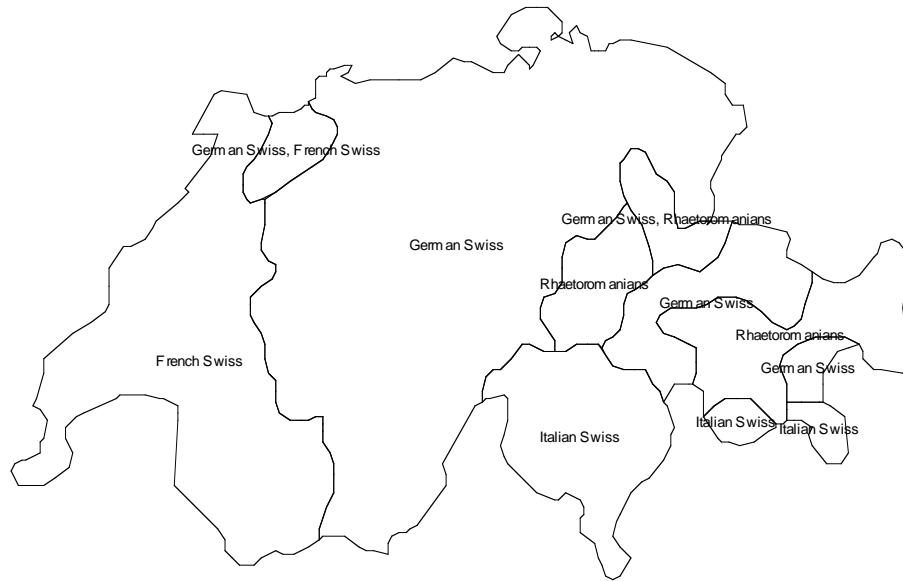 German Swiss, French Swiss
German Swiss, Rhaetoromanians
German Swiss
Rhaetoromanians
German Swiss
Rhaetoromanians
French Swiss
German Swiss
Italian Swiss
Italian Swiss
Italian Swiss